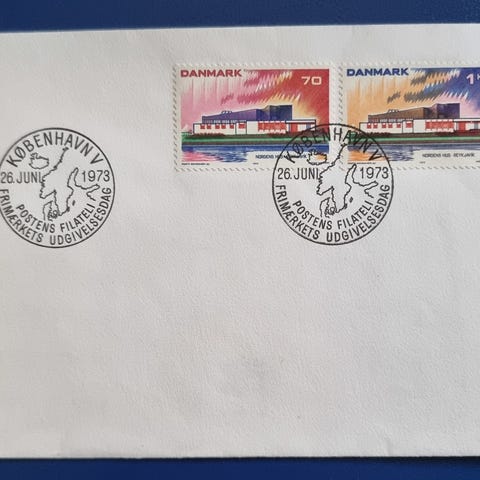 DANMARK 70
NORDENS HUS
DANMARK 1
NORDENS HUS · REYKJAVIK
KØBENHAVN V
26. JUNI 1973
POSTENS FILATELI
FRIMÆRKETS UDGIVELSESDAG
KØBENHAVN V
26. JUNI 1973
POSTENS FILATELI
FRIMÆRKETS UDGIVELSESDAG